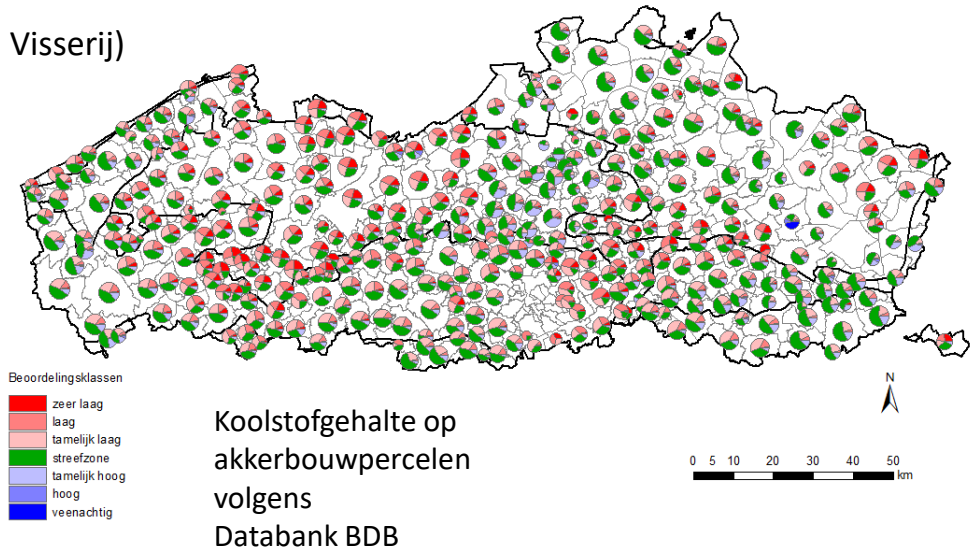 Visserij)
Beoordelingsklassen
zeer laag
laag
tamelijk laag
streefzone
tamelijk hoog
hoog
veenachtig
Koolstofgehalte op
akkerbouwpercelen
volgens
Databank BDB
N
0 5 10 20 30 40 50
km